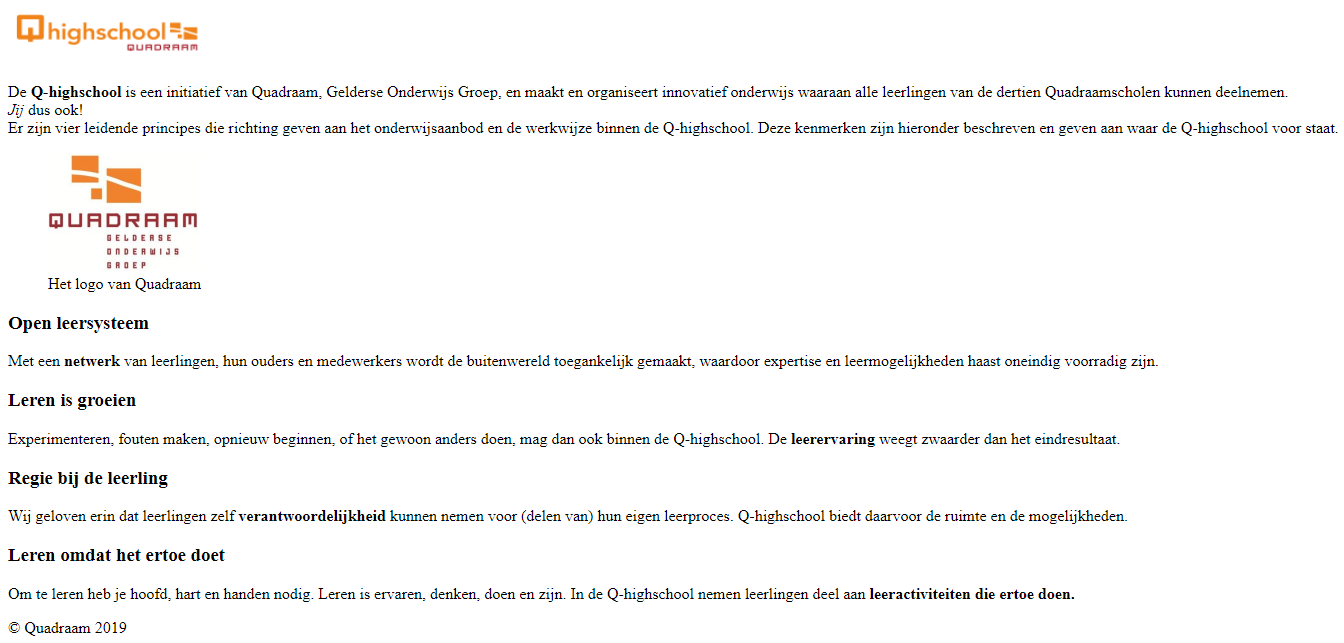 Qhighschool
QUADRAAM
De Q-highschool is een initiatief van Quadraam, Gelderse Onderwijs Groep, en maakt en organiseert innovatief onderwijs waaraan alle leerlingen van de dertien Quadraamscholen kunnen deelnemen.
Jij dus ook!
Er zijn vier leidende principes die richting geven aan het onderwijsaanbod en de werkwijze binnen de Q-highschool. Deze kenmerken zijn hieronder beschreven en geven aan waar de Q-highschool voor staat.
QUADRAAM
GELDERSE
ONDERWIJS
GROEP
Het logo van Quadraam
Open leersysteem
Met een netwerk van leerlingen, hun ouders en medewerkers wordt de buitenwereld toegankelijk gemaakt, waardoor expertise en leermogelijkheden haast oneindig voorradig zijn.
Leren is groeien
Experimenteren, fouten maken, opnieuw beginnen, of het gewoon anders doen, mag dan ook binnen de Q-highschool. De leerervaring weegt zwaarder dan het eindresultaat.
Regie bij de leerling
Wij geloven erin dat leerlingen zelf verantwoordelijkheid kunnen nemen voor (delen van) hun eigen leerproces. Q-highschool biedt daarvoor de ruimte en de mogelijkheden.
Leren omdat het ertoe doet
Om te leren heb je hoofd, hart en handen nodig. Leren is ervaren, denken, doen en zijn. In de Q-highschool nemen leerlingen deel aan leeractiviteiten die ertoe doen.
© Quadraam 2019